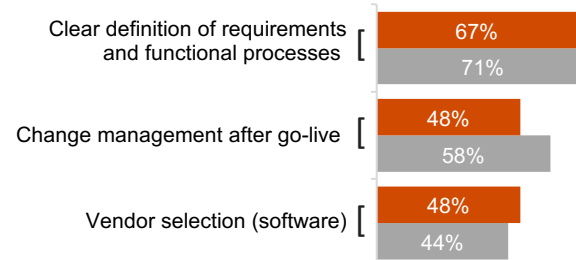 Clear definition of requirements
and functional processes
67%
71%
Change management after go-live
48%
58%
Vendor selection (software)
48%
44%